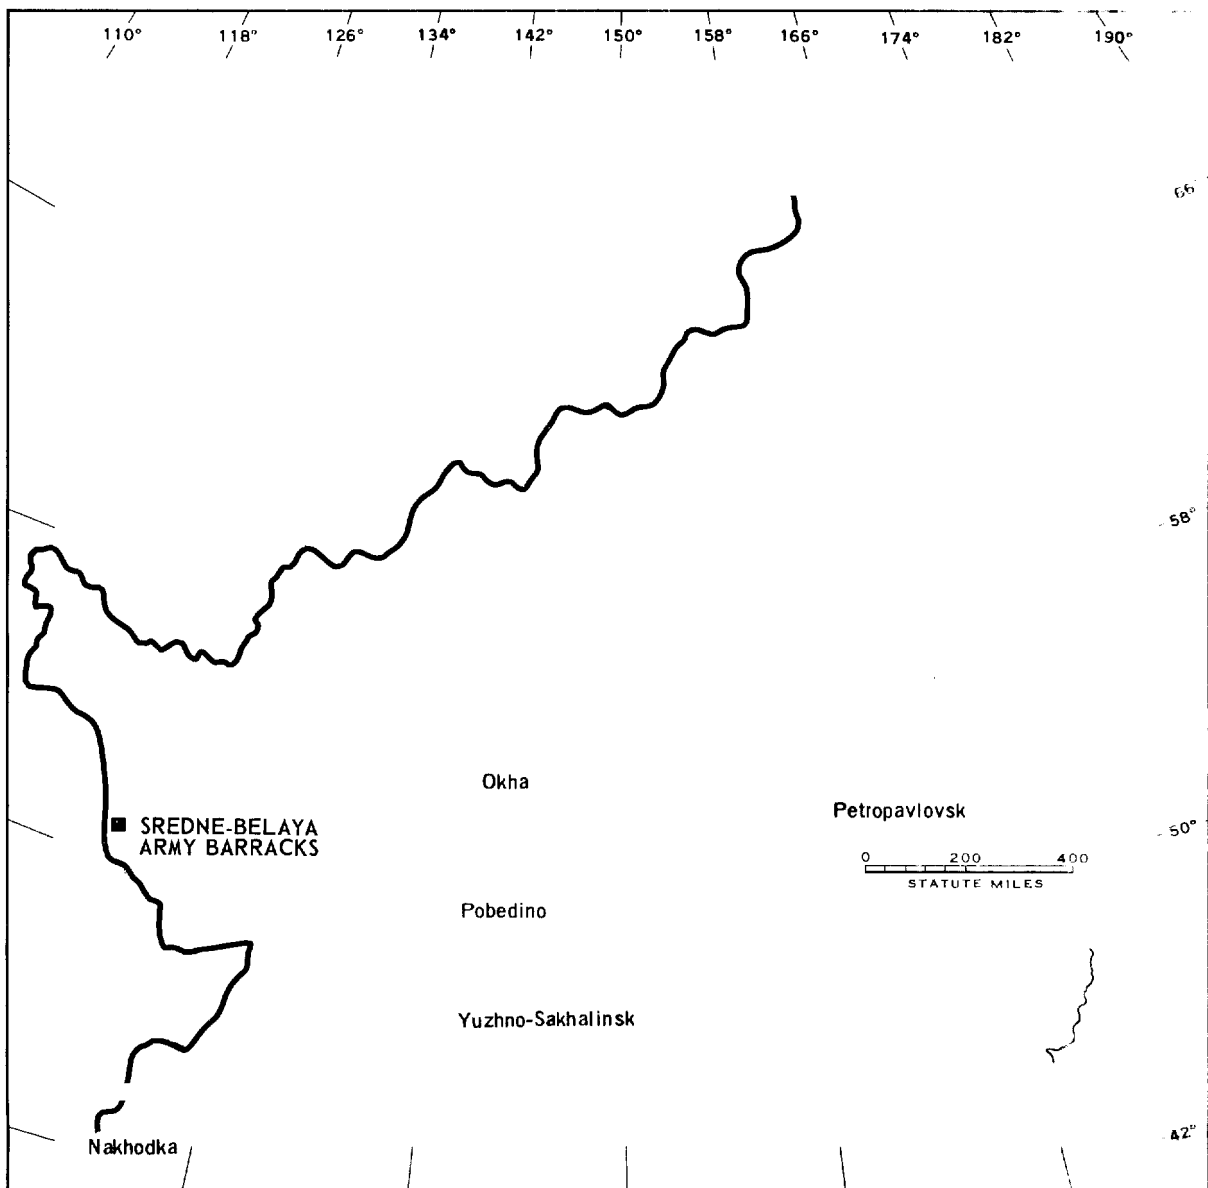 110° 118° 126° 134° 142° 150° 158° 166° 174° 182° 190°
66
58°
Okha
Petropavlovsk
SREDNE-BELAYA
ARMY BARRACKS
50°
0 200 400
STATUTE MILES
Pobedino
Yuzhno-Sakhalinsk
42°
Nakhodka